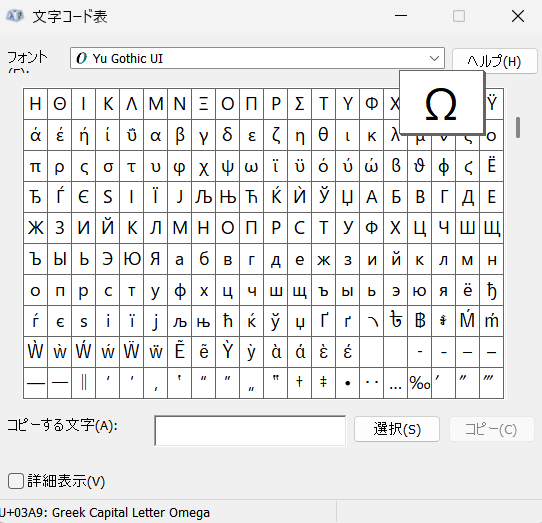 文字コード表
フォント
(F):
Yu Gothic UI
ヘルプ(H)
Η Θ Ι Κ Λ Μ Ν Ξ Ο Π Ρ Σ Τ Υ Φ Χ Ω Ϋ
ά έ ή ί ΰ α β γ δ ε ζ η θ ι κ λ μ ν ξ ο
π ρ ς σ τ υ φ χ ψ ω ϊ ϋ ό ύ ώ ϐ ϑ ϕ ϛ Ё
Ђ Ѓ Є Ѕ І Ї Ј Љ Њ Ћ Ќ Ѝ Ў Џ А Б В Г Д Е
Ж З И Й К Л М Н О П Р С Т У Ф Х Ц Ч Ш Щ
Ъ Ы Ь Э Ю Я а б в г д е ж з и й к л м н
о п р с т у ф х ц ч ш щ ъ ы ь э ю я ё ђ
ѓ є ѕ і ї ј љ њ ћ ќ ў џ Ґ ґ ฿ Ḿ ḿ
Ẁ ẁ Ẃ ẃ Ẅ ẅ Ẽ ẽ Ỳ ỳ ὰ ά ὲ έ ‐ ‑ ‒ –
— ― ‖ ‘ ’ ‚ ‛ “ ” „ ‟ † ‡ • ‥ … ‰ ′ ″ ‴
コピーする文字(A):
選択(S)
コピー(C)
詳細表示(V)
U+03A9: Greek Capital Letter Omega